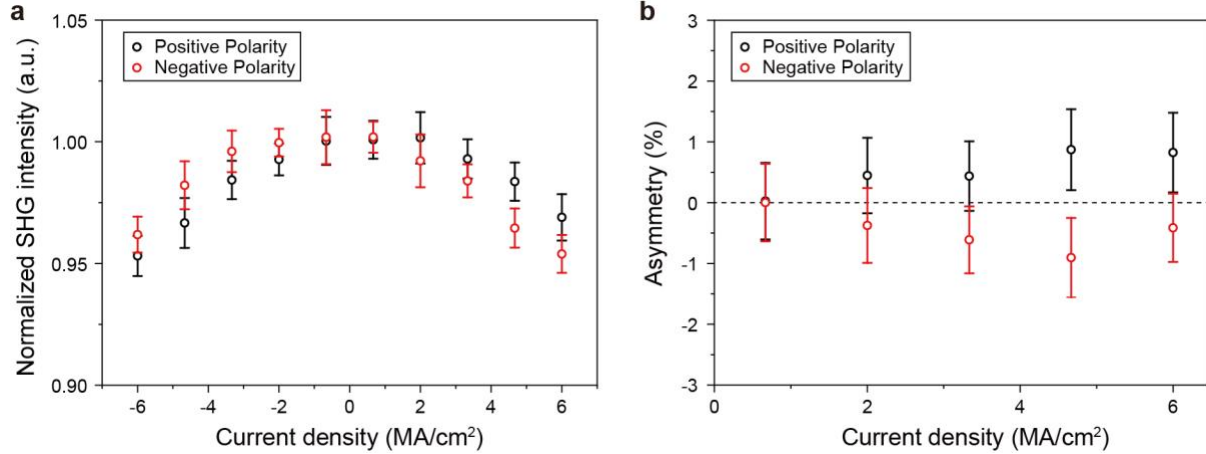 a
1.05
1.00
0.95
0.90
Normalized SHG intensity (a.u.)
Positive Polarity
Negative Polarity
-6 -4 -2 0 2 4 6
Current density (MA/cm²)
b
3
2
1
0
-1
-2
-3
Asymmetry (%)
Positive Polarity
Negative Polarity
0 2 4 6
Current density (MA/cm²)